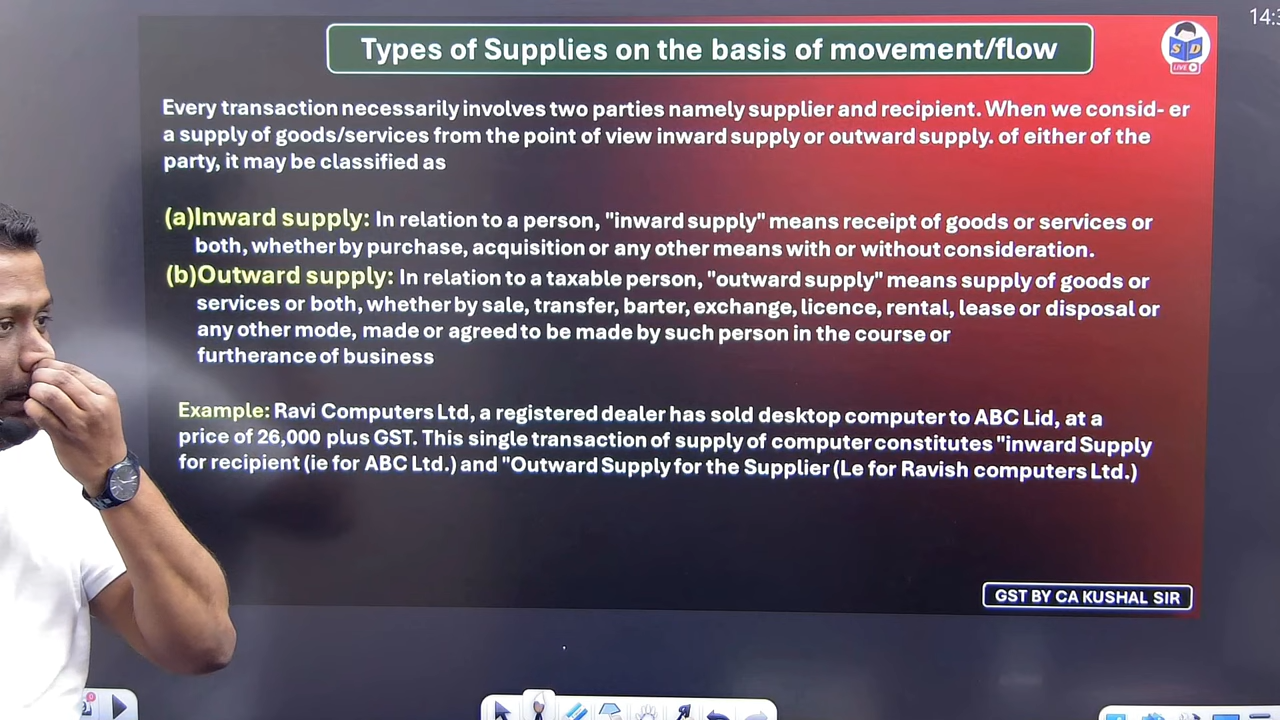 14:3
Types of Supplies on the basis of movement/flow
S D
LIVE
Every transaction necessarily involves two parties namely supplier and recipient. When we consid- er
a supply of goods/services from the point of view inward supply or outward supply. of either of the
party, it may be classified as
(a)Inward supply: In relation to a person, "inward supply" means receipt of goods or services or
both, whether by purchase, acquisition or any other means with or without consideration.
(b)Outward supply: In relation to a taxable person, "outward supply" means supply of goods or
services or both, whether by sale, transfer, barter, exchange, licence, rental, lease or disposal or
any other mode, made or agreed to be made by such person in the course or
furtherance of business
Example: Ravi Computers Ltd, a registered dealer has sold desktop computer to ABC Lid, at a
price of 26,000 plus GST. This single transaction of supply of computer constitutes "inward Supply
for recipient (ie for ABC Ltd.) and "Outward Supply for the Supplier (Le for Ravish computers Ltd.)
GST BY CA KUSHAL SIR